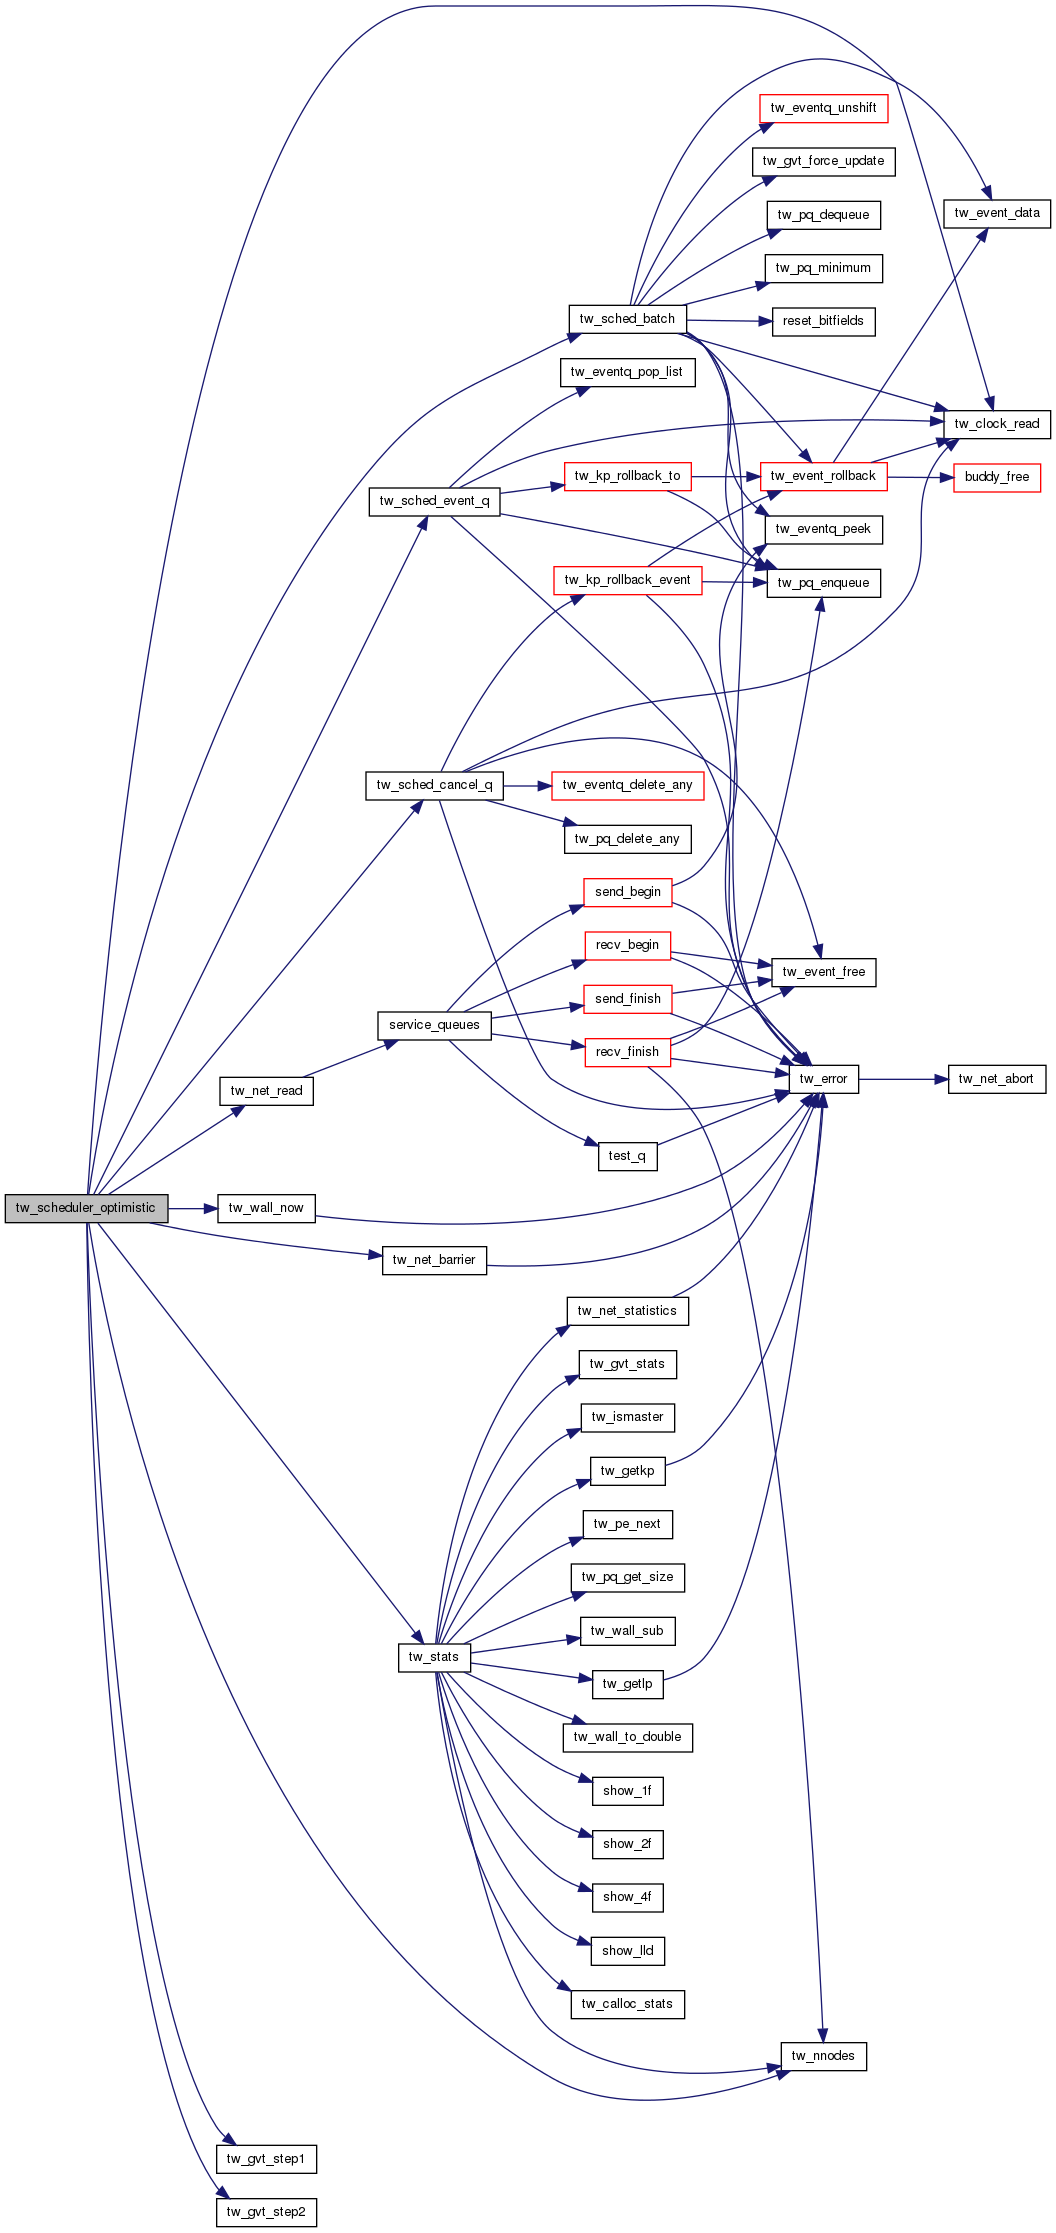 tw_eventq_unshift
tw_gvt_force_update
tw_pq_dequeue
tw_event_data
tw_pq_minimum
tw_sched_batch
reset_bitfields
tw_eventq_pop_list
tw_clock_read
tw_kp_rollback_to
tw_event_rollback
buddy_free
tw_sched_event_q
tw_eventq_peek
tw_kp_rollback_event
tw_pq_enqueue
tw_sched_cancel_q
tw_eventq_delete_any
tw_pq_delete_any
send_begin
recv_begin
tw_event_free
send_finish
service_queues
recv_finish
tw_error
tw_net_abort
tw_net_read
test_q
tw_scheduler_optimistic
tw_wall_now
tw_net_barrier
tw_net_statistics
tw_gvt_stats
tw_ismaster
tw_getkp
tw_pe_next
tw_pq_get_size
tw_wall_sub
tw_stats
tw_getlp
tw_wall_to_double
show_1f
show_2f
show_4f
show_lld
tw_calloc_stats
tw_nnodes
tw_gvt_step1
tw_gvt_step2